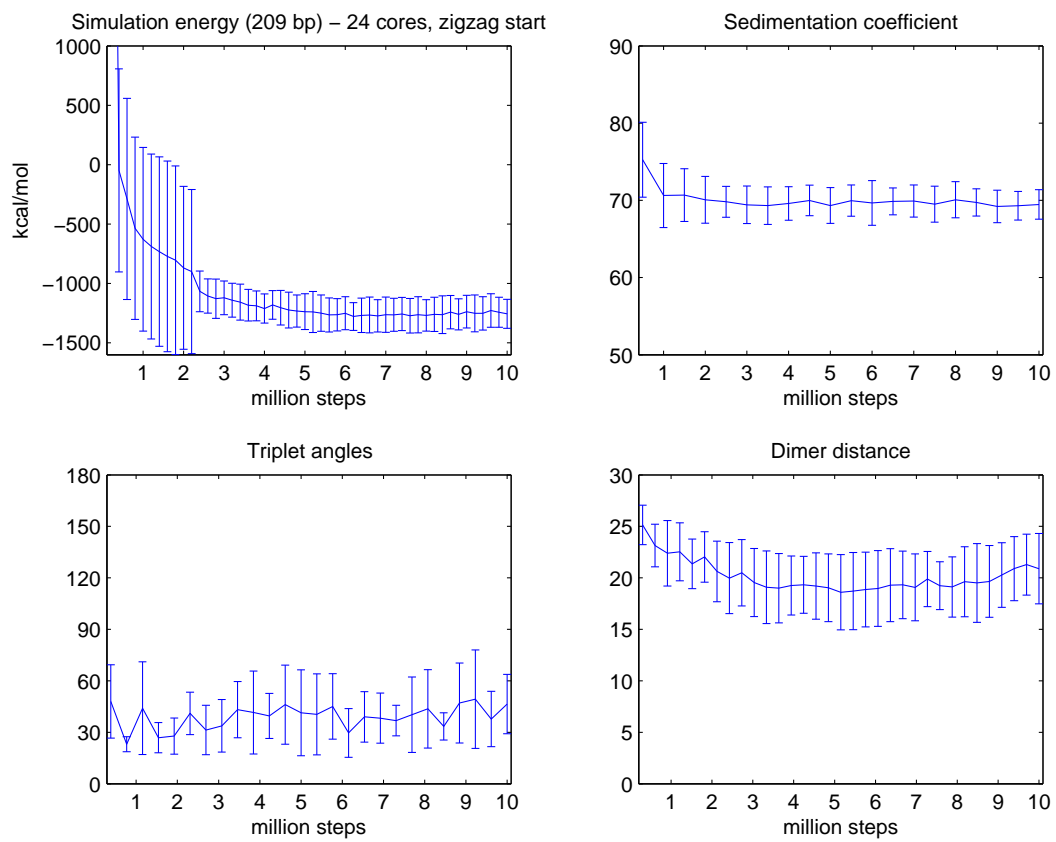 Simulation energy (209 bp) – 24 cores, zigzag start
1000
500
0
−500
−1000
−1500
kcal/mol
1 2 3 4 5 6 7 8 9 10
million steps
Sedimentation coefficient
90
80
70
60
50
1 2 3 4 5 6 7 8 9 10
million steps
Triplet angles
180
150
120
90
60
30
0
1 2 3 4 5 6 7 8 9 10
million steps
Dimer distance
30
25
20
15
10
5
0
1 2 3 4 5 6 7 8 9 10
million steps